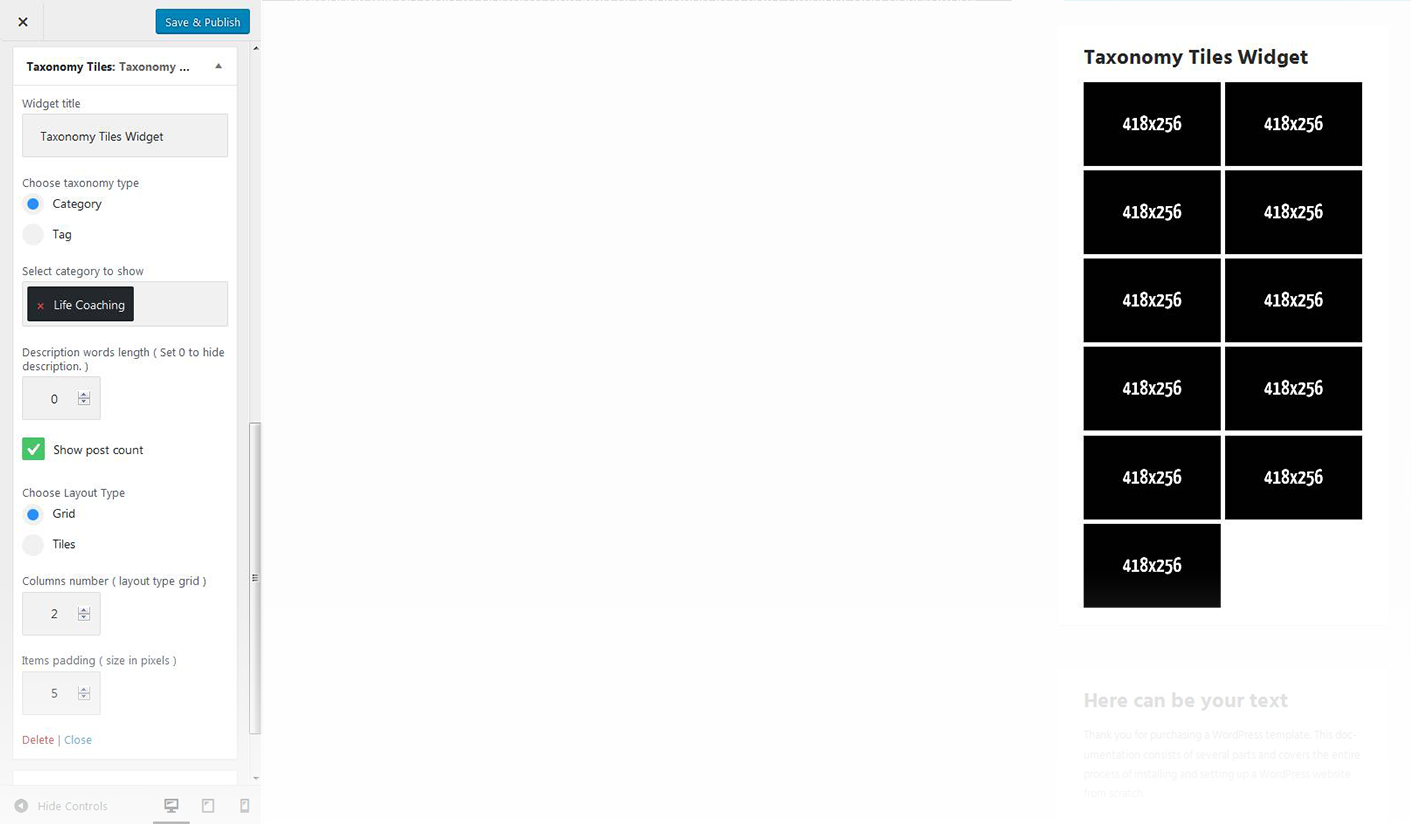 Save & Publish
Taxonomy Tiles: Taxonomy ...
Widget title
Taxonomy Tiles Widget
Choose taxonomy type
Category
Tag
Select category to show
× Life Coaching
Description words length ( Set 0 to hide
description. )
0
Show post count
Choose Layout Type
Grid
Tiles
Columns number ( layout type grid )
2
Items padding ( size in pixels )
5
Delete | Close
Hide Controls
Taxonomy Tiles Widget
418x256 418x256
418x256 418x256
418x256 418x256
418x256 418x256
418x256 418x256
418x256
Here can be your text
Thank you for purchasing a WordPress template. This doc-
umentation consists of several parts and covers the entire
process of installing and setting up a WordPress website
from scratch.